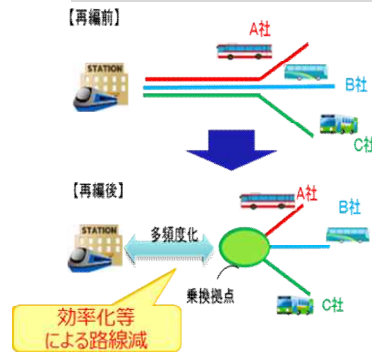 【再編前】
A社
STATION
B社
C社
【再編後】
A社
STATION
B社
多頻度化
乗換拠点
C社
効率化等
による路線減